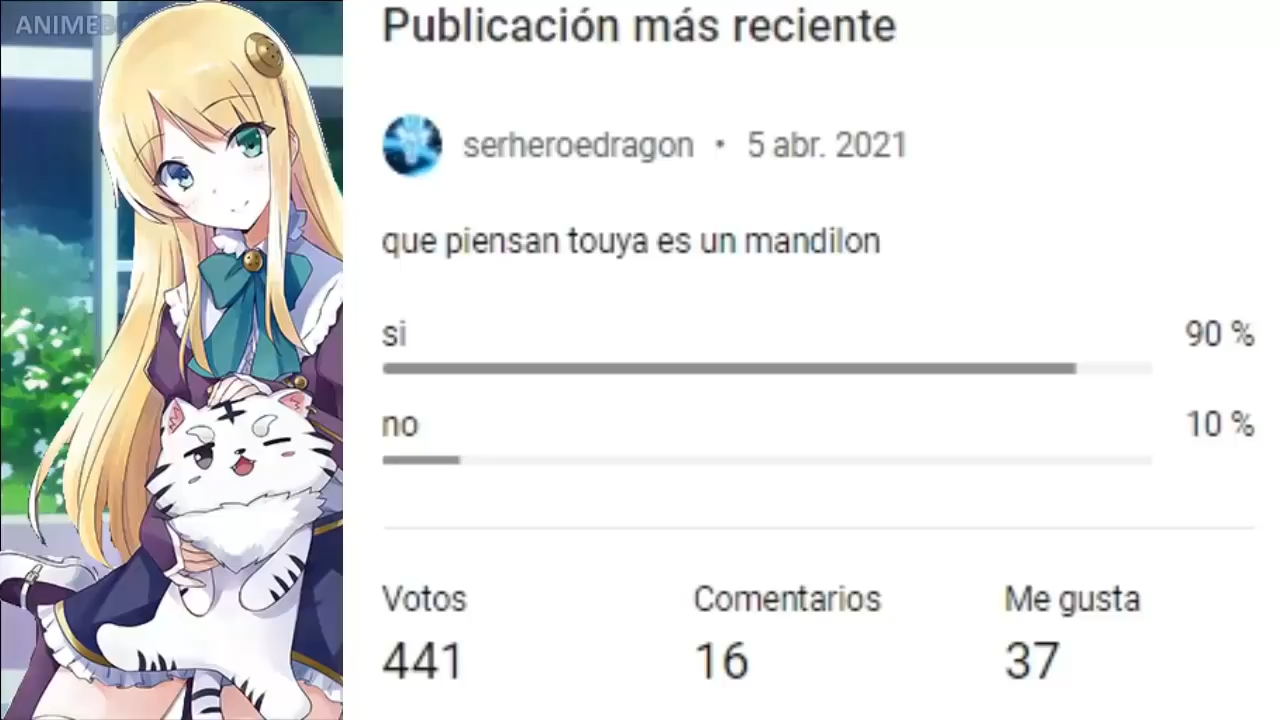 ANIME
Publicación más reciente
serheroedragon • 5 abr. 2021
que piensan touya es un mandilon
si 90 %
no 10 %
Votos Comentarios Me gusta
441 16 37